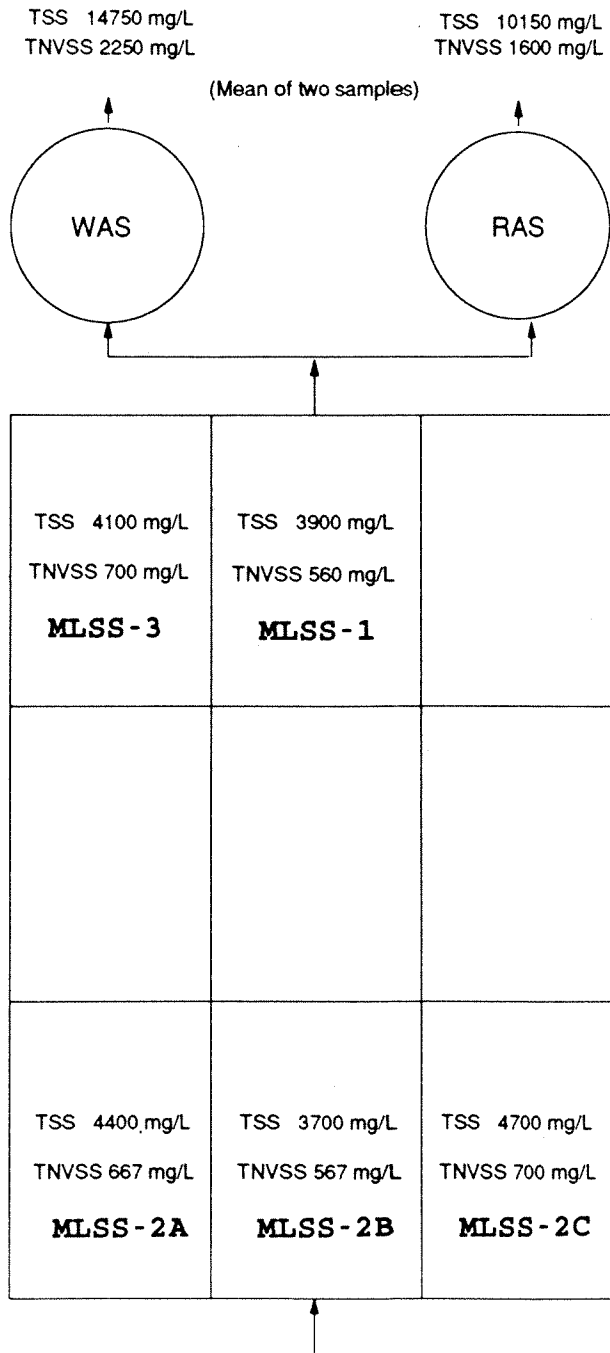 TSS 14750 mg/L
TNVSS 2250 mg/L
TSS 10150 mg/L
TNVSS 1600 mg/L
(Mean of two samples)
WAS
RAS
TSS 4100 mg/L
TNVSS 700 mg/L
MLSS-3
TSS 3900 mg/L
TNVSS 560 mg/L
MLSS-1
TSS 4400 mg/L
TNVSS 667 mg/L
MLSS-2A
TSS 3700 mg/L
TNVSS 567 mg/L
MLSS-2B
TSS 4700 mg/L
TNVSS 700 mg/L
MLSS-2C